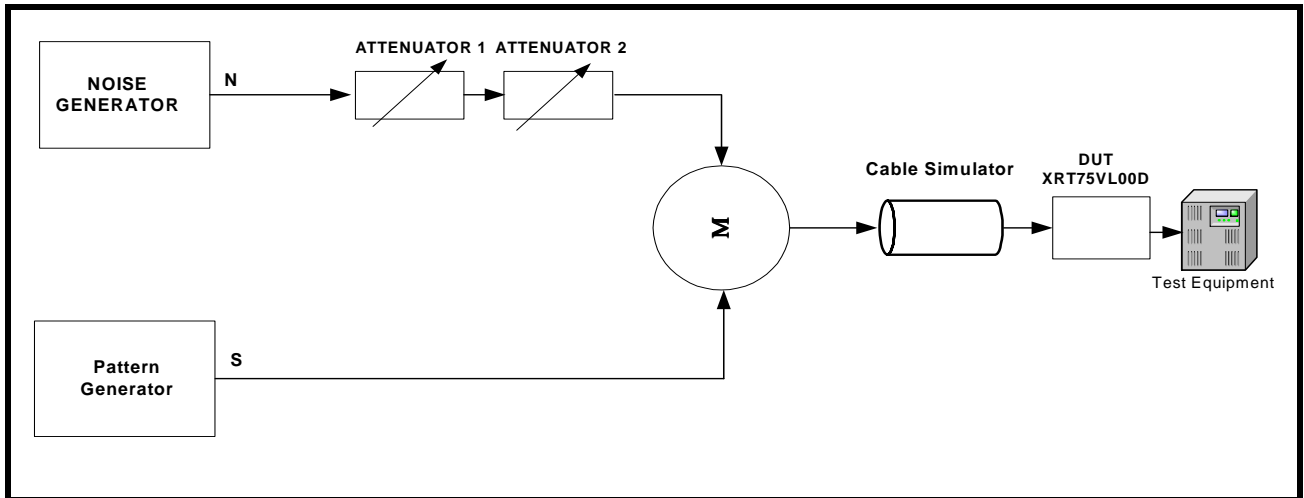 NOISE
GENERATOR
N
ATTENUATOR 1
ATTENUATOR 2
Σ
Cable Simulator
DUT
XRT75VL00D
Test Equipment
Pattern
Generator
S